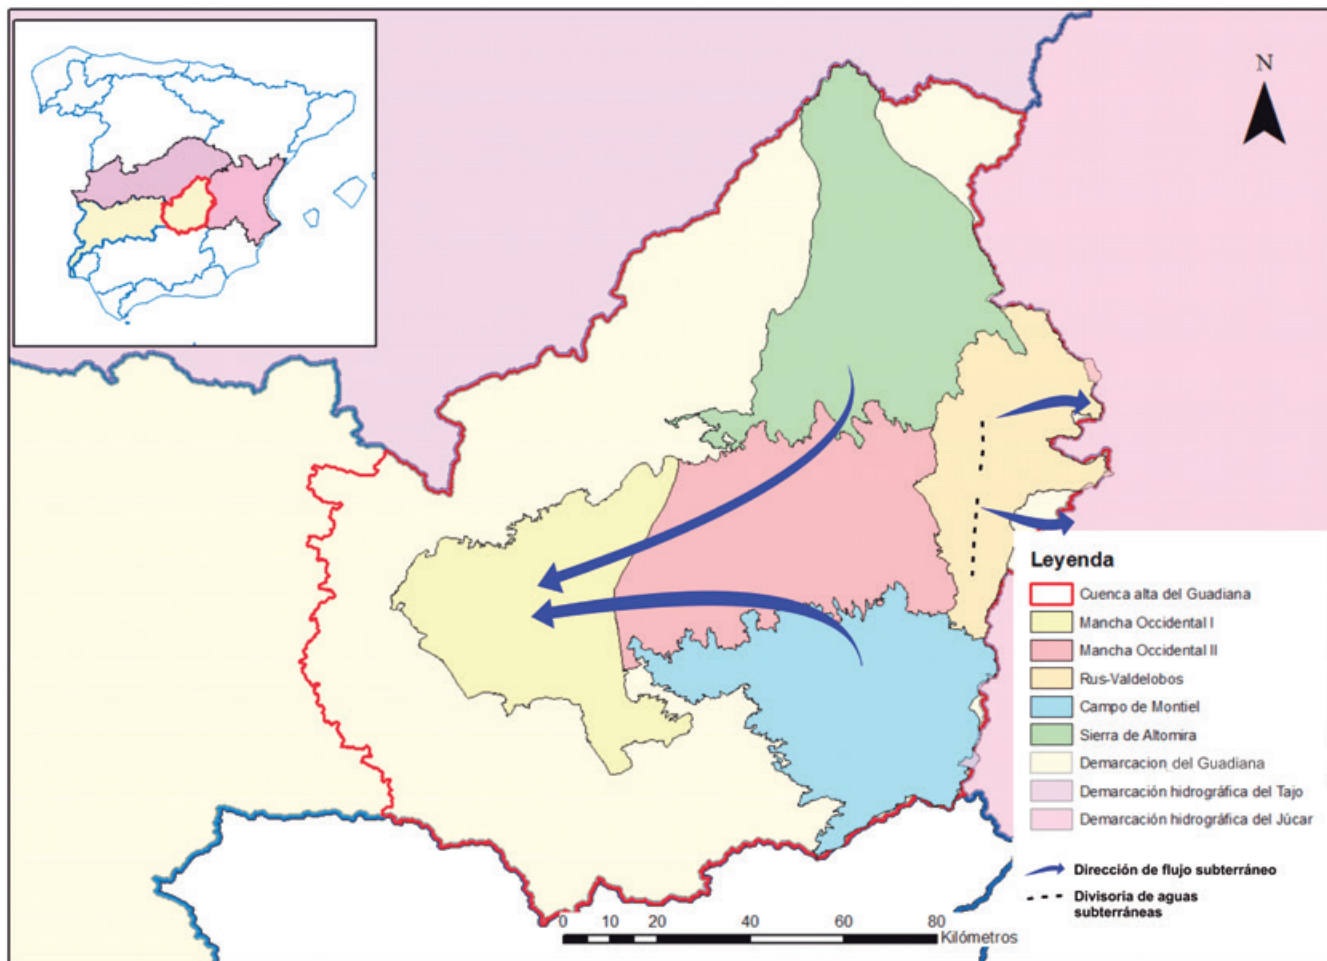 N
Leyenda
Cuenca alta del Guadiana
Mancha Occidental I
Mancha Occidental II
Rus-Valdelobos
Campo de Montiel
Sierra de Altomira
Demarcacion del Guadiana
Demarcación hidrográfica del Tajo
Demarcación hidrográfica del Júcar
Dirección de flujo subterráneo
Divisoria de aguas
subterráneas
0 10 20 40 60 80
Kilómetros